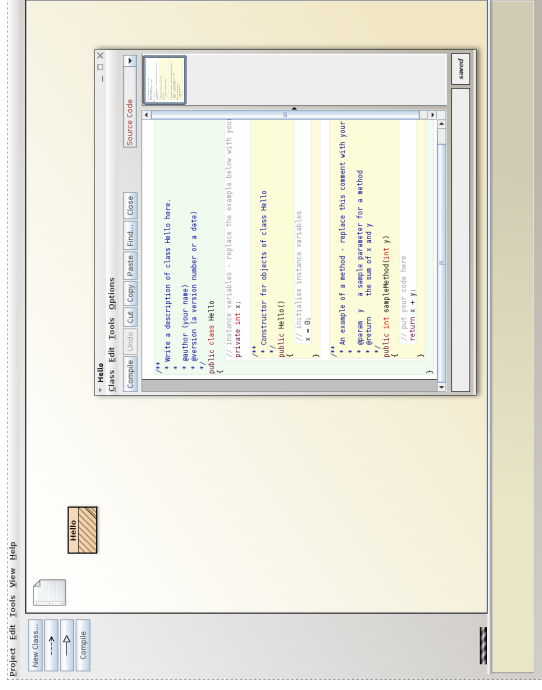 Project Edit Tools View Help
New Class...
Compile
Hello
Hello
Class Edit Tools Options
Compile Undo Cut Copy Paste Find... Close Source Code
/**
 * Write a description of class Hello here.
 *
 * @author (your name)
 * @version (a version number or a date)
 */
public class Hello
{
// instance variables - replace the example below with your
private int x;
/**
 * Constructor for objects of class Hello
 */
public Hello()
{
// initialise instance variables
x = 0;
}
/**
 * An example of a method - replace this comment with your
 *
 * @param y a sample parameter for a method
 * @return the sum of x and y
 */
public int sampleMethod(int y)
{
// put your code here
return x + y;
}
}
saved